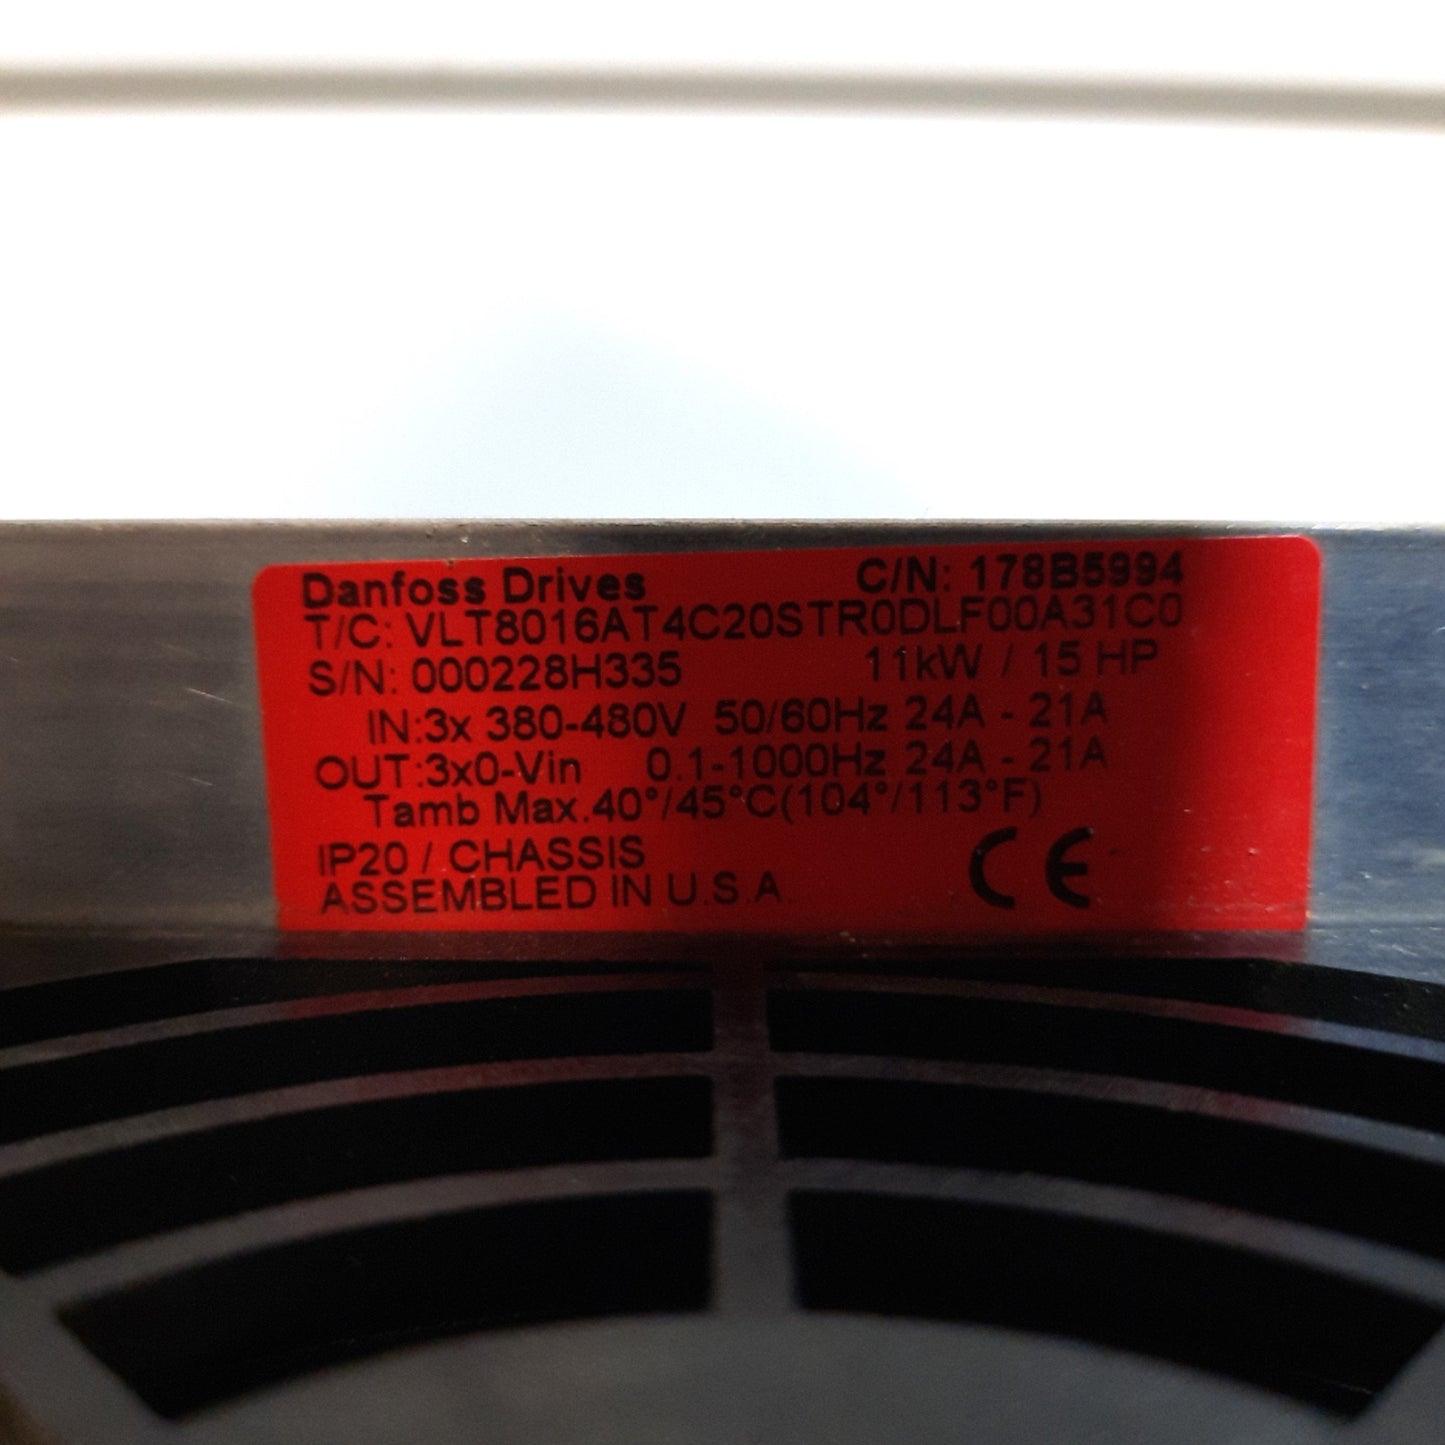 Danfoss Drives C/N: 178B5994
T/C: VLT8016AT4C20STR0DLF00A31C0
S/N: 000228H335 11kW / 15 HP
IN:3x 380-480V 50/60Hz 24A - 21A
OUT:3x0-Vin 0.1-1000Hz 24A - 21A
Tamb Max.40°/45°C(104°/113°F)
IP20 / CHASSIS
ASSEMBLED IN U.S.A CE